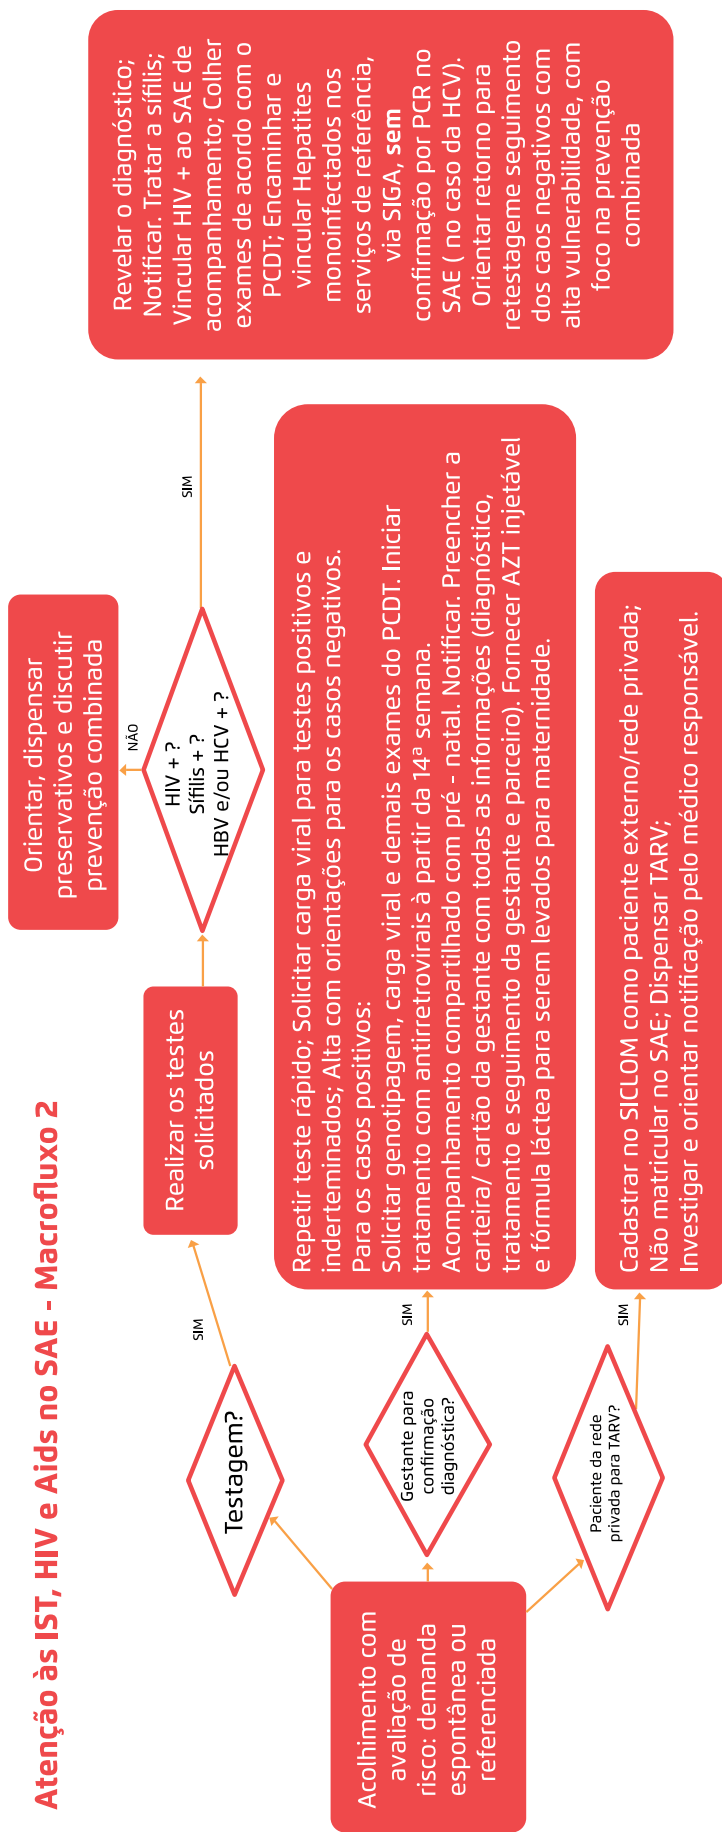 Atenção às IST, HIV e Aids no SAE - Macrofluxo 2
Acolhimento com
avaliação de
risco: demanda
espontânea ou
referenciada
Testagem?
SIM
Realizar os testes
solicitados
HIV + ?
Sífilis + ?
HBV e/ou HCV + ?
NÃO
Orientar, dispensar
preservativos e discutir
prevenção combinada
SIM
Revelar o diagnóstico;
Notificar. Tratar a sífilis;
Vincular HIV + ao SAE de
acompanhamento; Colher
exames de acordo com o
PCDT; Encaminhar e
vincular Hepatites
monoinfectados nos
serviços de referência,
via SIGA, sem
confirmação por PCR no
SAE ( no caso da HCV).
Orientar retorno para
retestageme seguimento
dos caos negativos com
alta vulnerabilidade, com
foco na prevenção
combinada
Gestante para
confirmação
diagnóstica?
SIM
Repetir teste rápido; Solicitar carga viral para testes positivos e
inderteminados; Alta com orientações para os casos negativos.
Para os casos positivos:
Solicitar genotipagem, carga viral e demais exames do PCDT. Iniciar
tratamento com antirretrovirais à partir da 14ª semana.
Acompanhamento compartilhado com pré - natal. Notificar. Preencher a
carteira/ cartão da gestante com todas as informações (diagnóstico,
tratamento e seguimento da gestante e parceiro). Fornecer AZT injetável
e fórmula láctea para serem levados para maternidade.
Paciente da rede
privada para TARV?
SIM
Cadastrar no SICLOM como paciente externo/rede privada;
Não matricular no SAE; Dispensar TARV;
Investigar e orientar notificação pelo médico responsável.